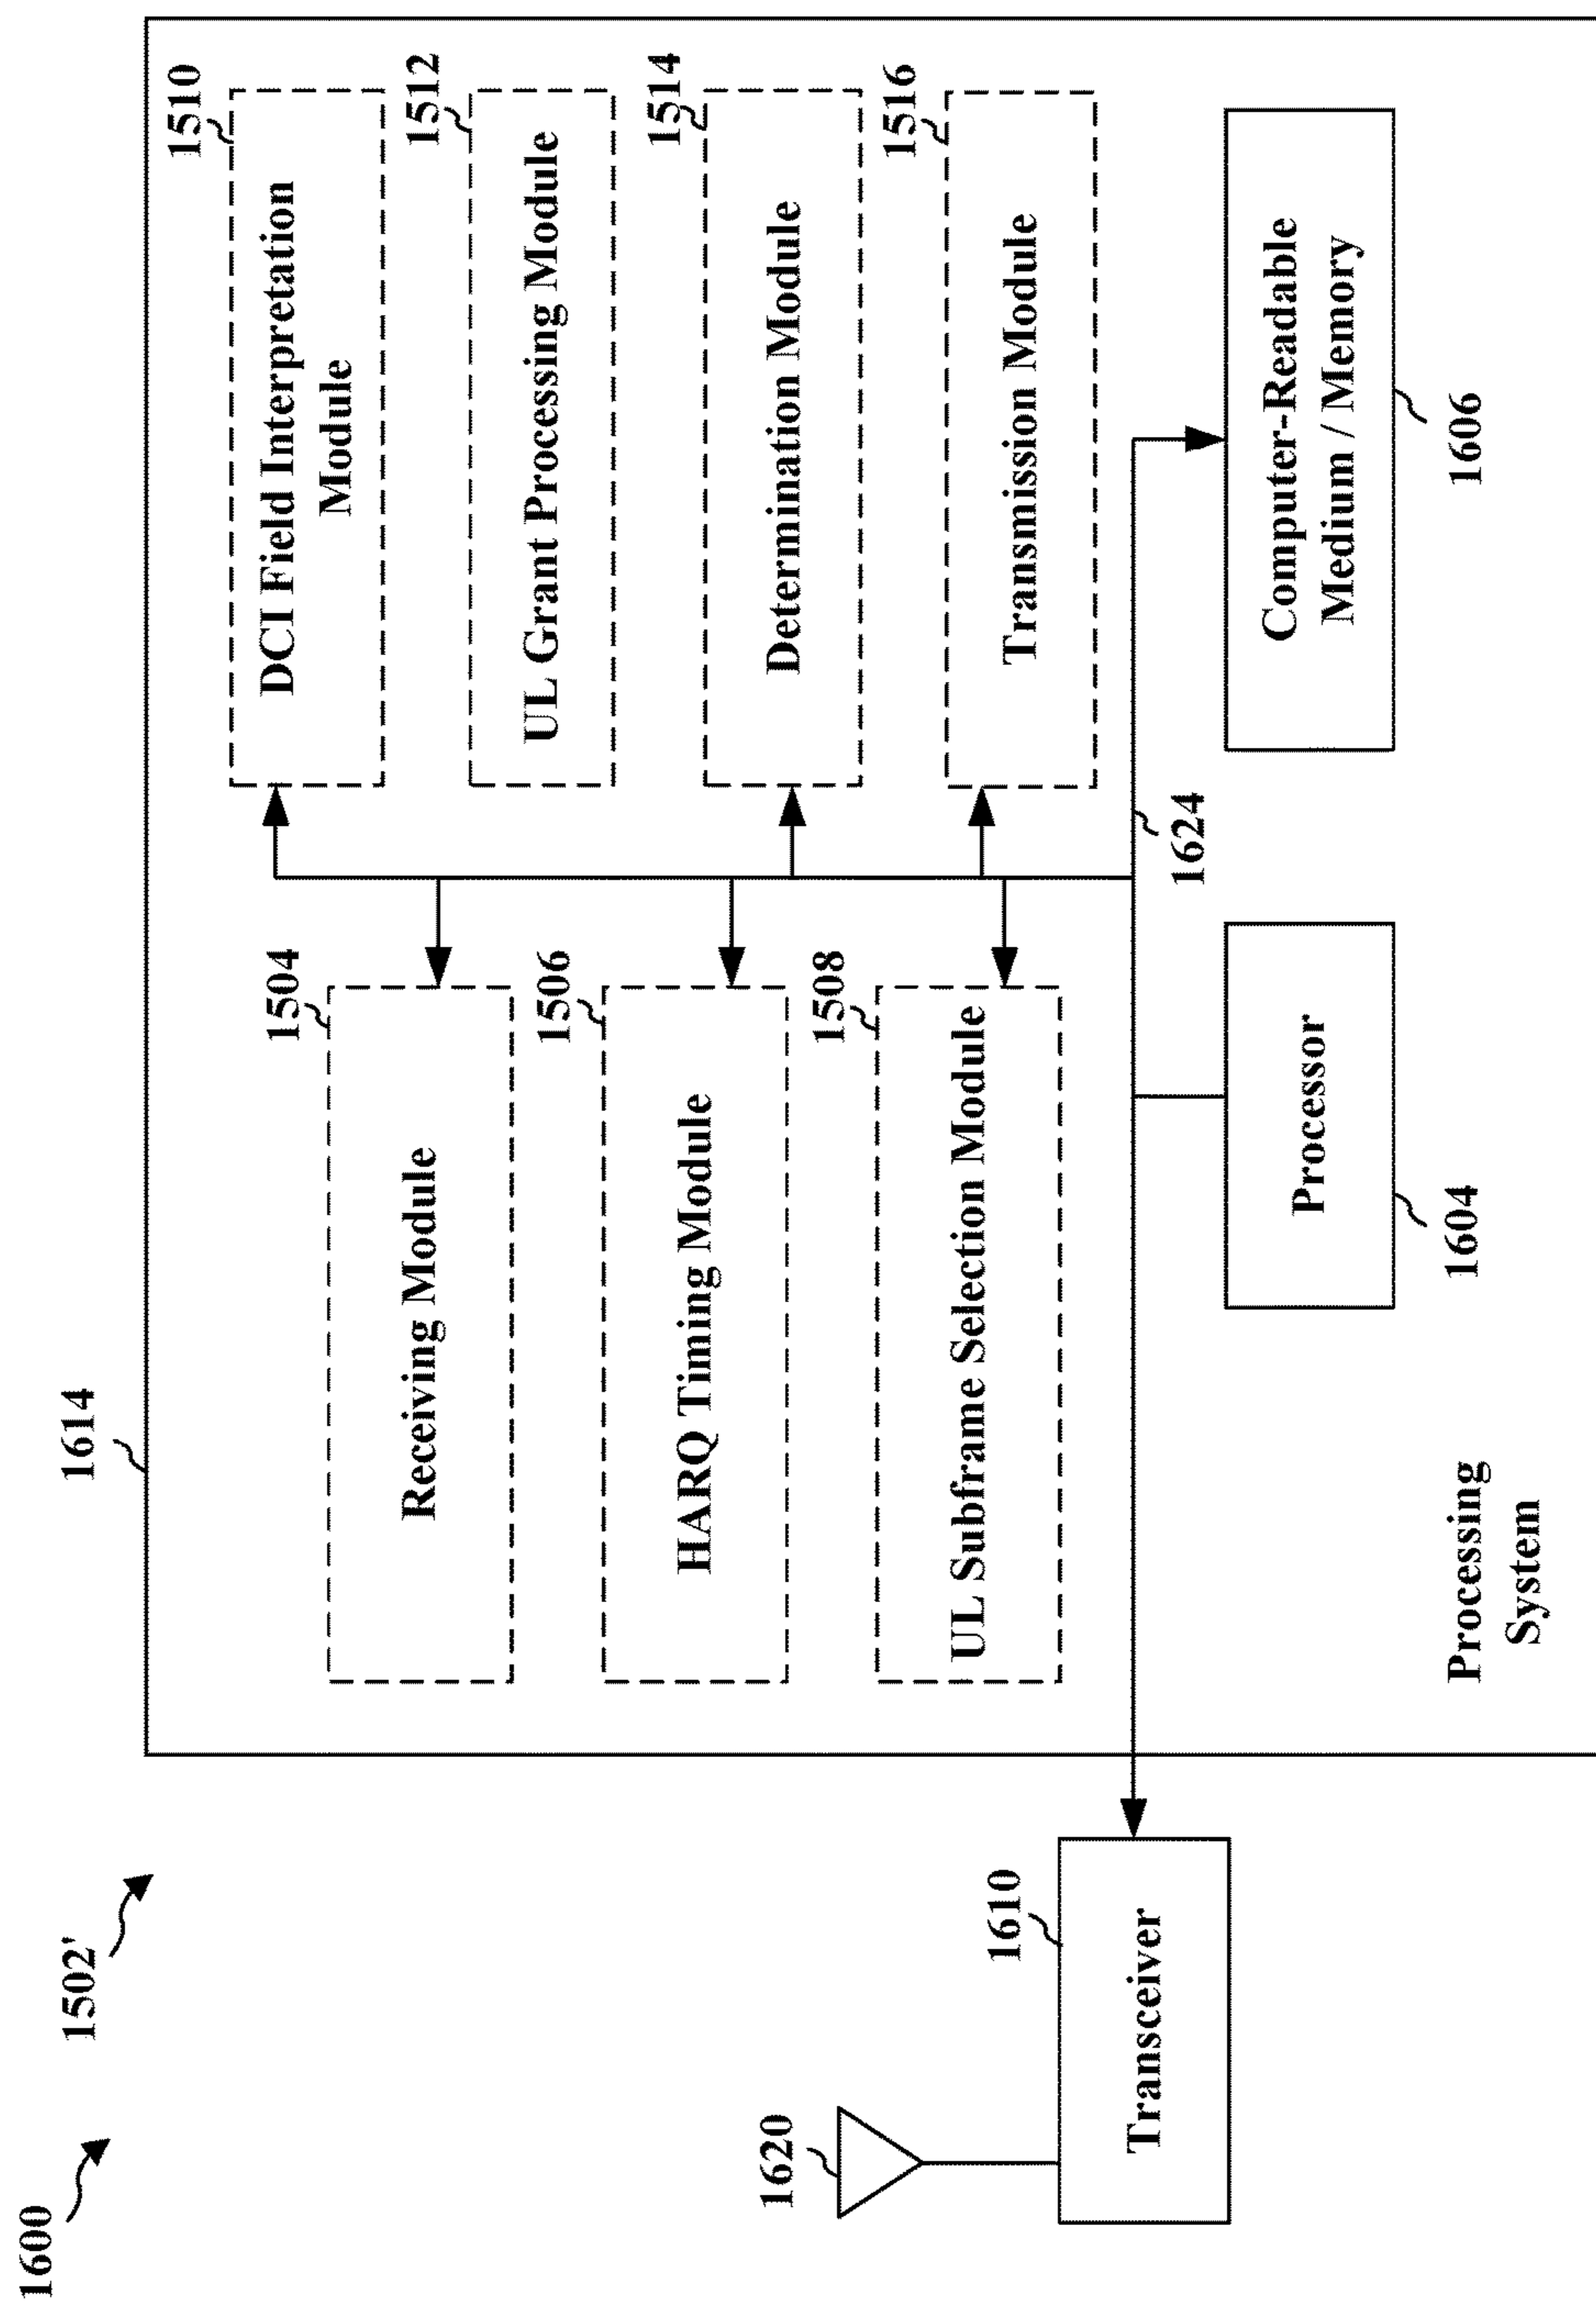 1600
1502'
1614
1504
Receiving Module
1510
DCI Field Interpretation
Module
1506
HARQ Timing Module
1512
UL Grant Processing Module
1508
UL Subframe Selection Module
1514
Determination Module
1516
Transmission Module
1620
1610
Transceiver
1624
Processor
1604
Computer-Readable
Medium / Memory
1606
Processing
System